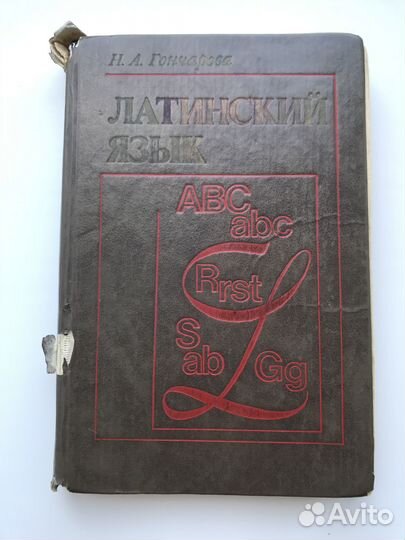 Н. А. Гончарова
ЛАТИНСКИЙ
ЯЗЫК
ABC
abc
Rrst
L
S
ab
Gg
Avito